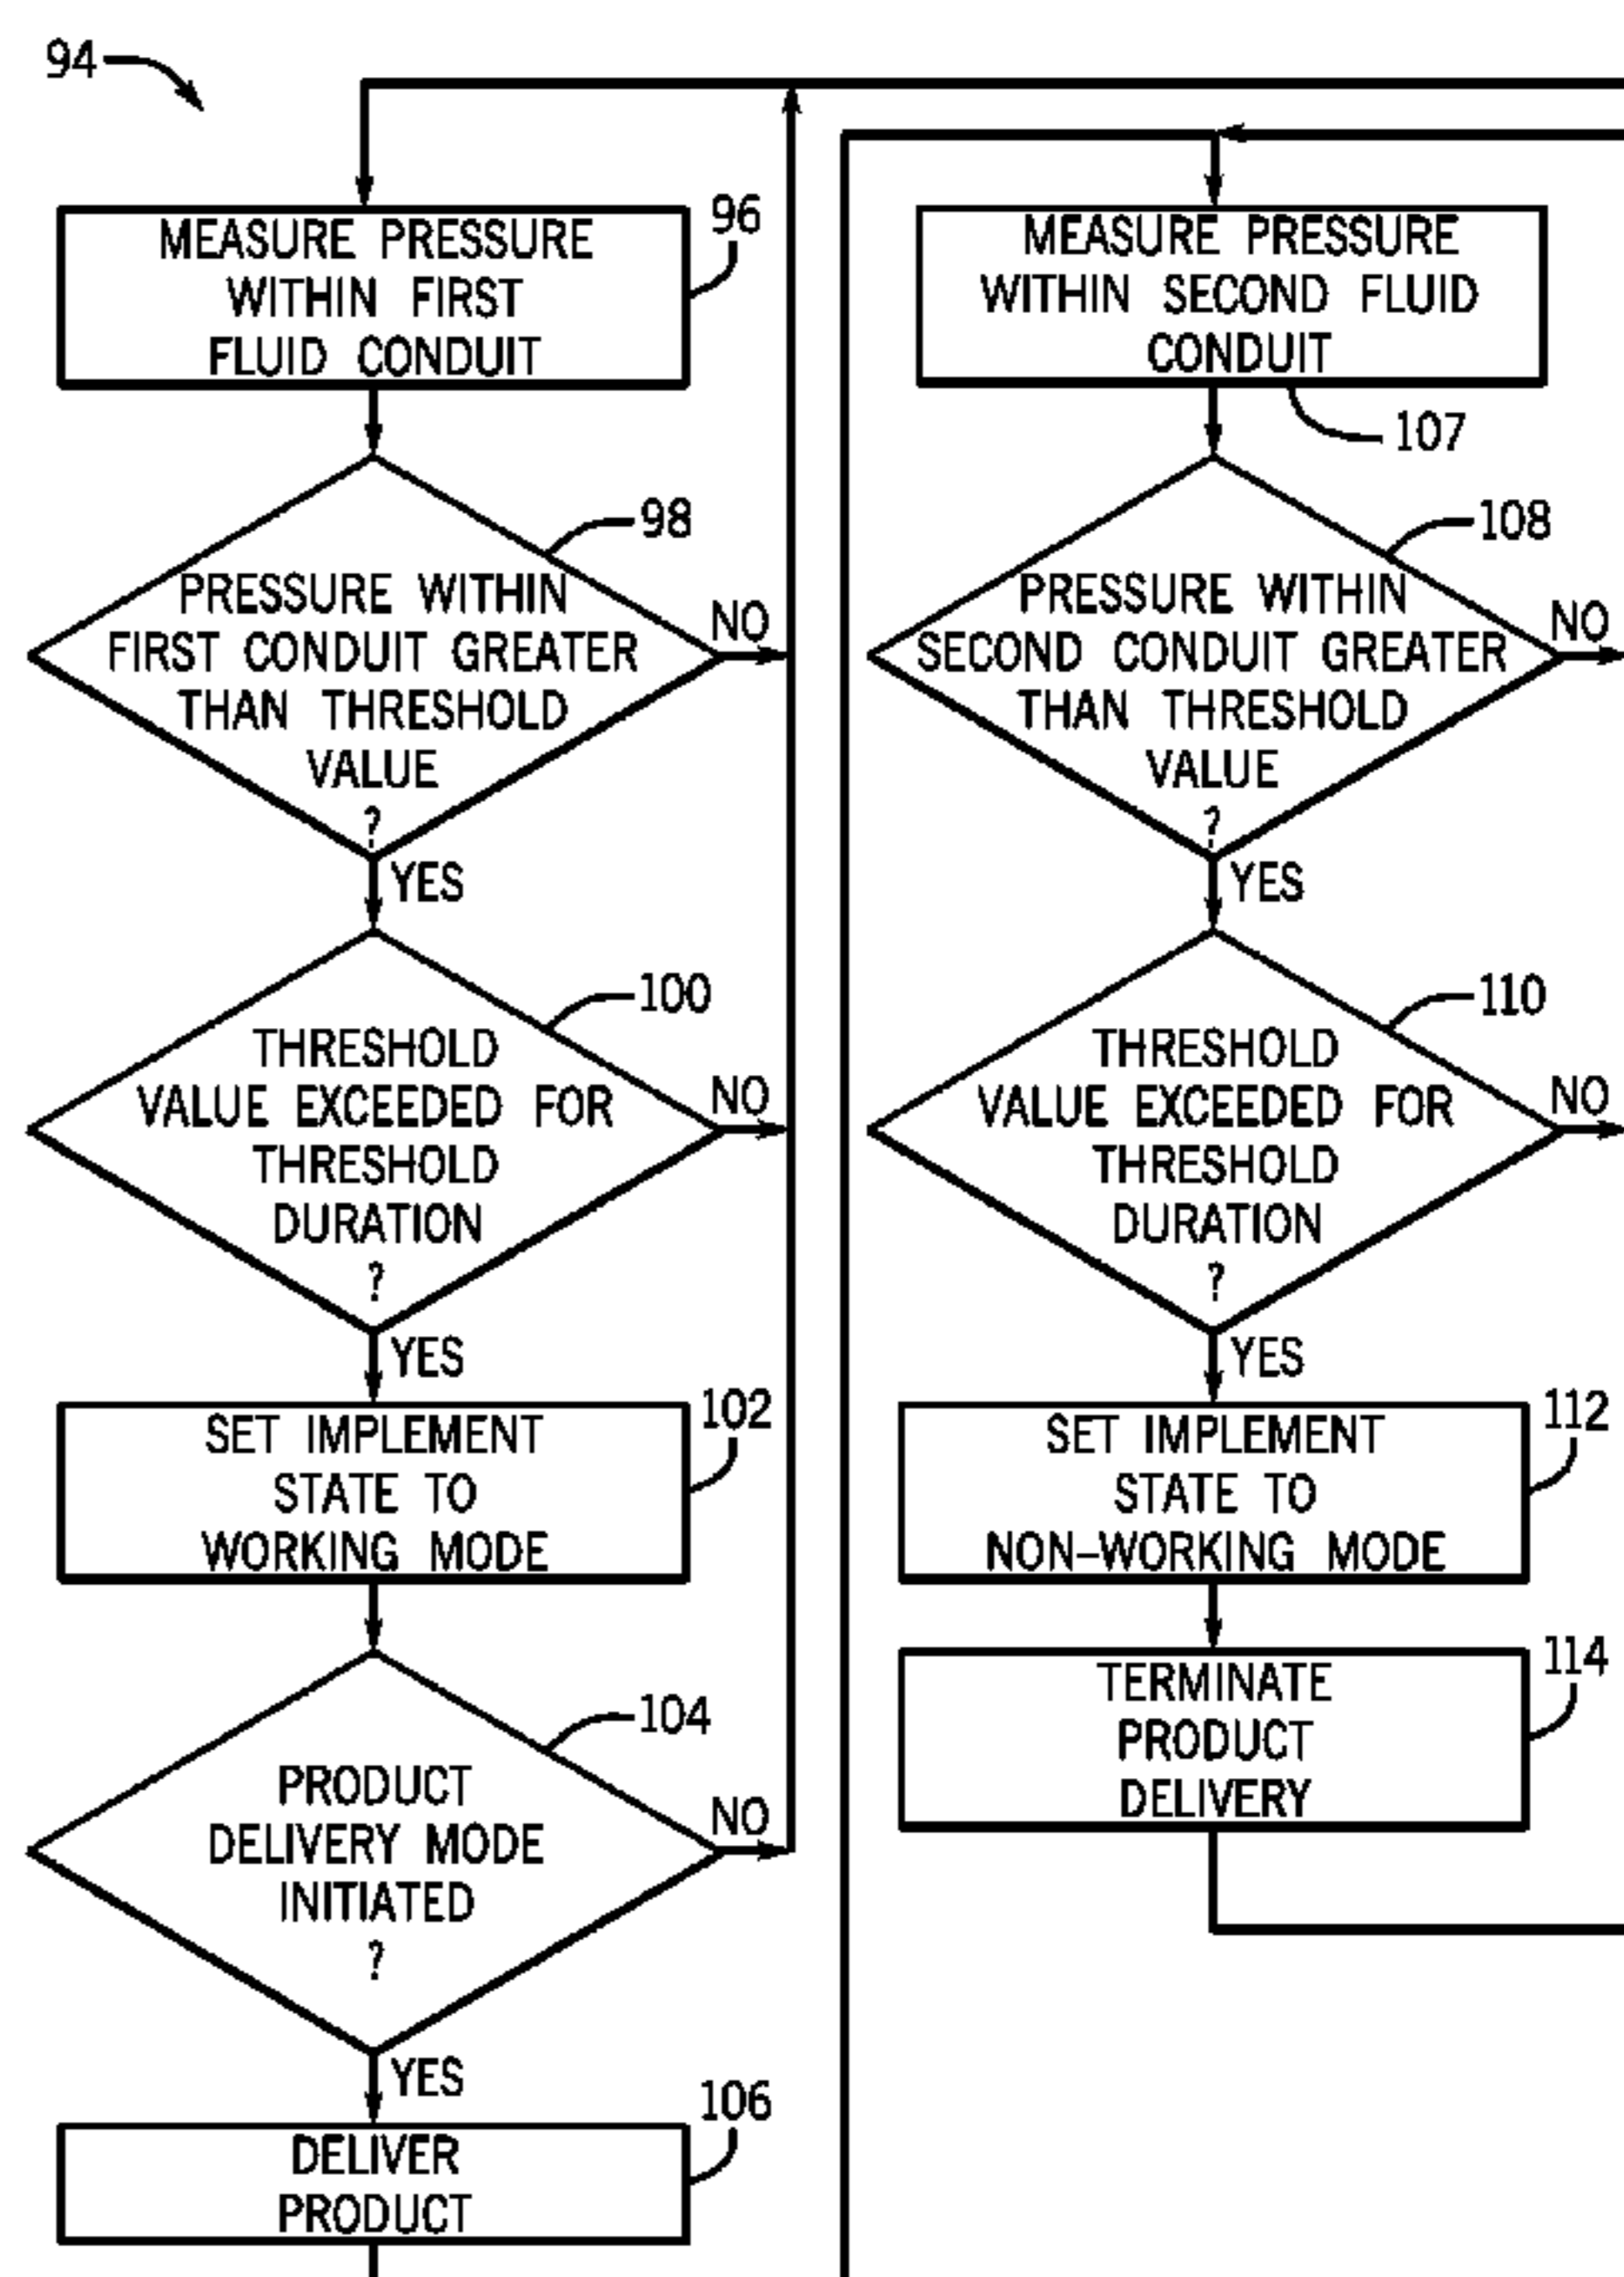 94
MEASURE PRESSURE
WITHIN FIRST
FLUID CONDUIT
96
PRESSURE WITHIN
FIRST CONDUIT GREATER
THAN THRESHOLD
VALUE
?
98
NO
YES
THRESHOLD
VALUE EXCEEDED FOR
THRESHOLD
DURATION
?
100
NO
YES
SET IMPLEMENT
STATE TO
WORKING MODE
102
PRODUCT
DELIVERY MODE
INITIATED
?
104
NO
YES
DELIVER
PRODUCT
106
MEASURE PRESSURE
WITHIN SECOND FLUID
CONDUIT
107
PRESSURE WITHIN
SECOND CONDUIT GREATER
THAN THRESHOLD
VALUE
?
108
NO
YES
THRESHOLD
VALUE EXCEEDED FOR
THRESHOLD
DURATION
?
110
NO
YES
SET IMPLEMENT
STATE TO
NON-WORKING MODE
112
TERMINATE
PRODUCT
DELIVERY
114